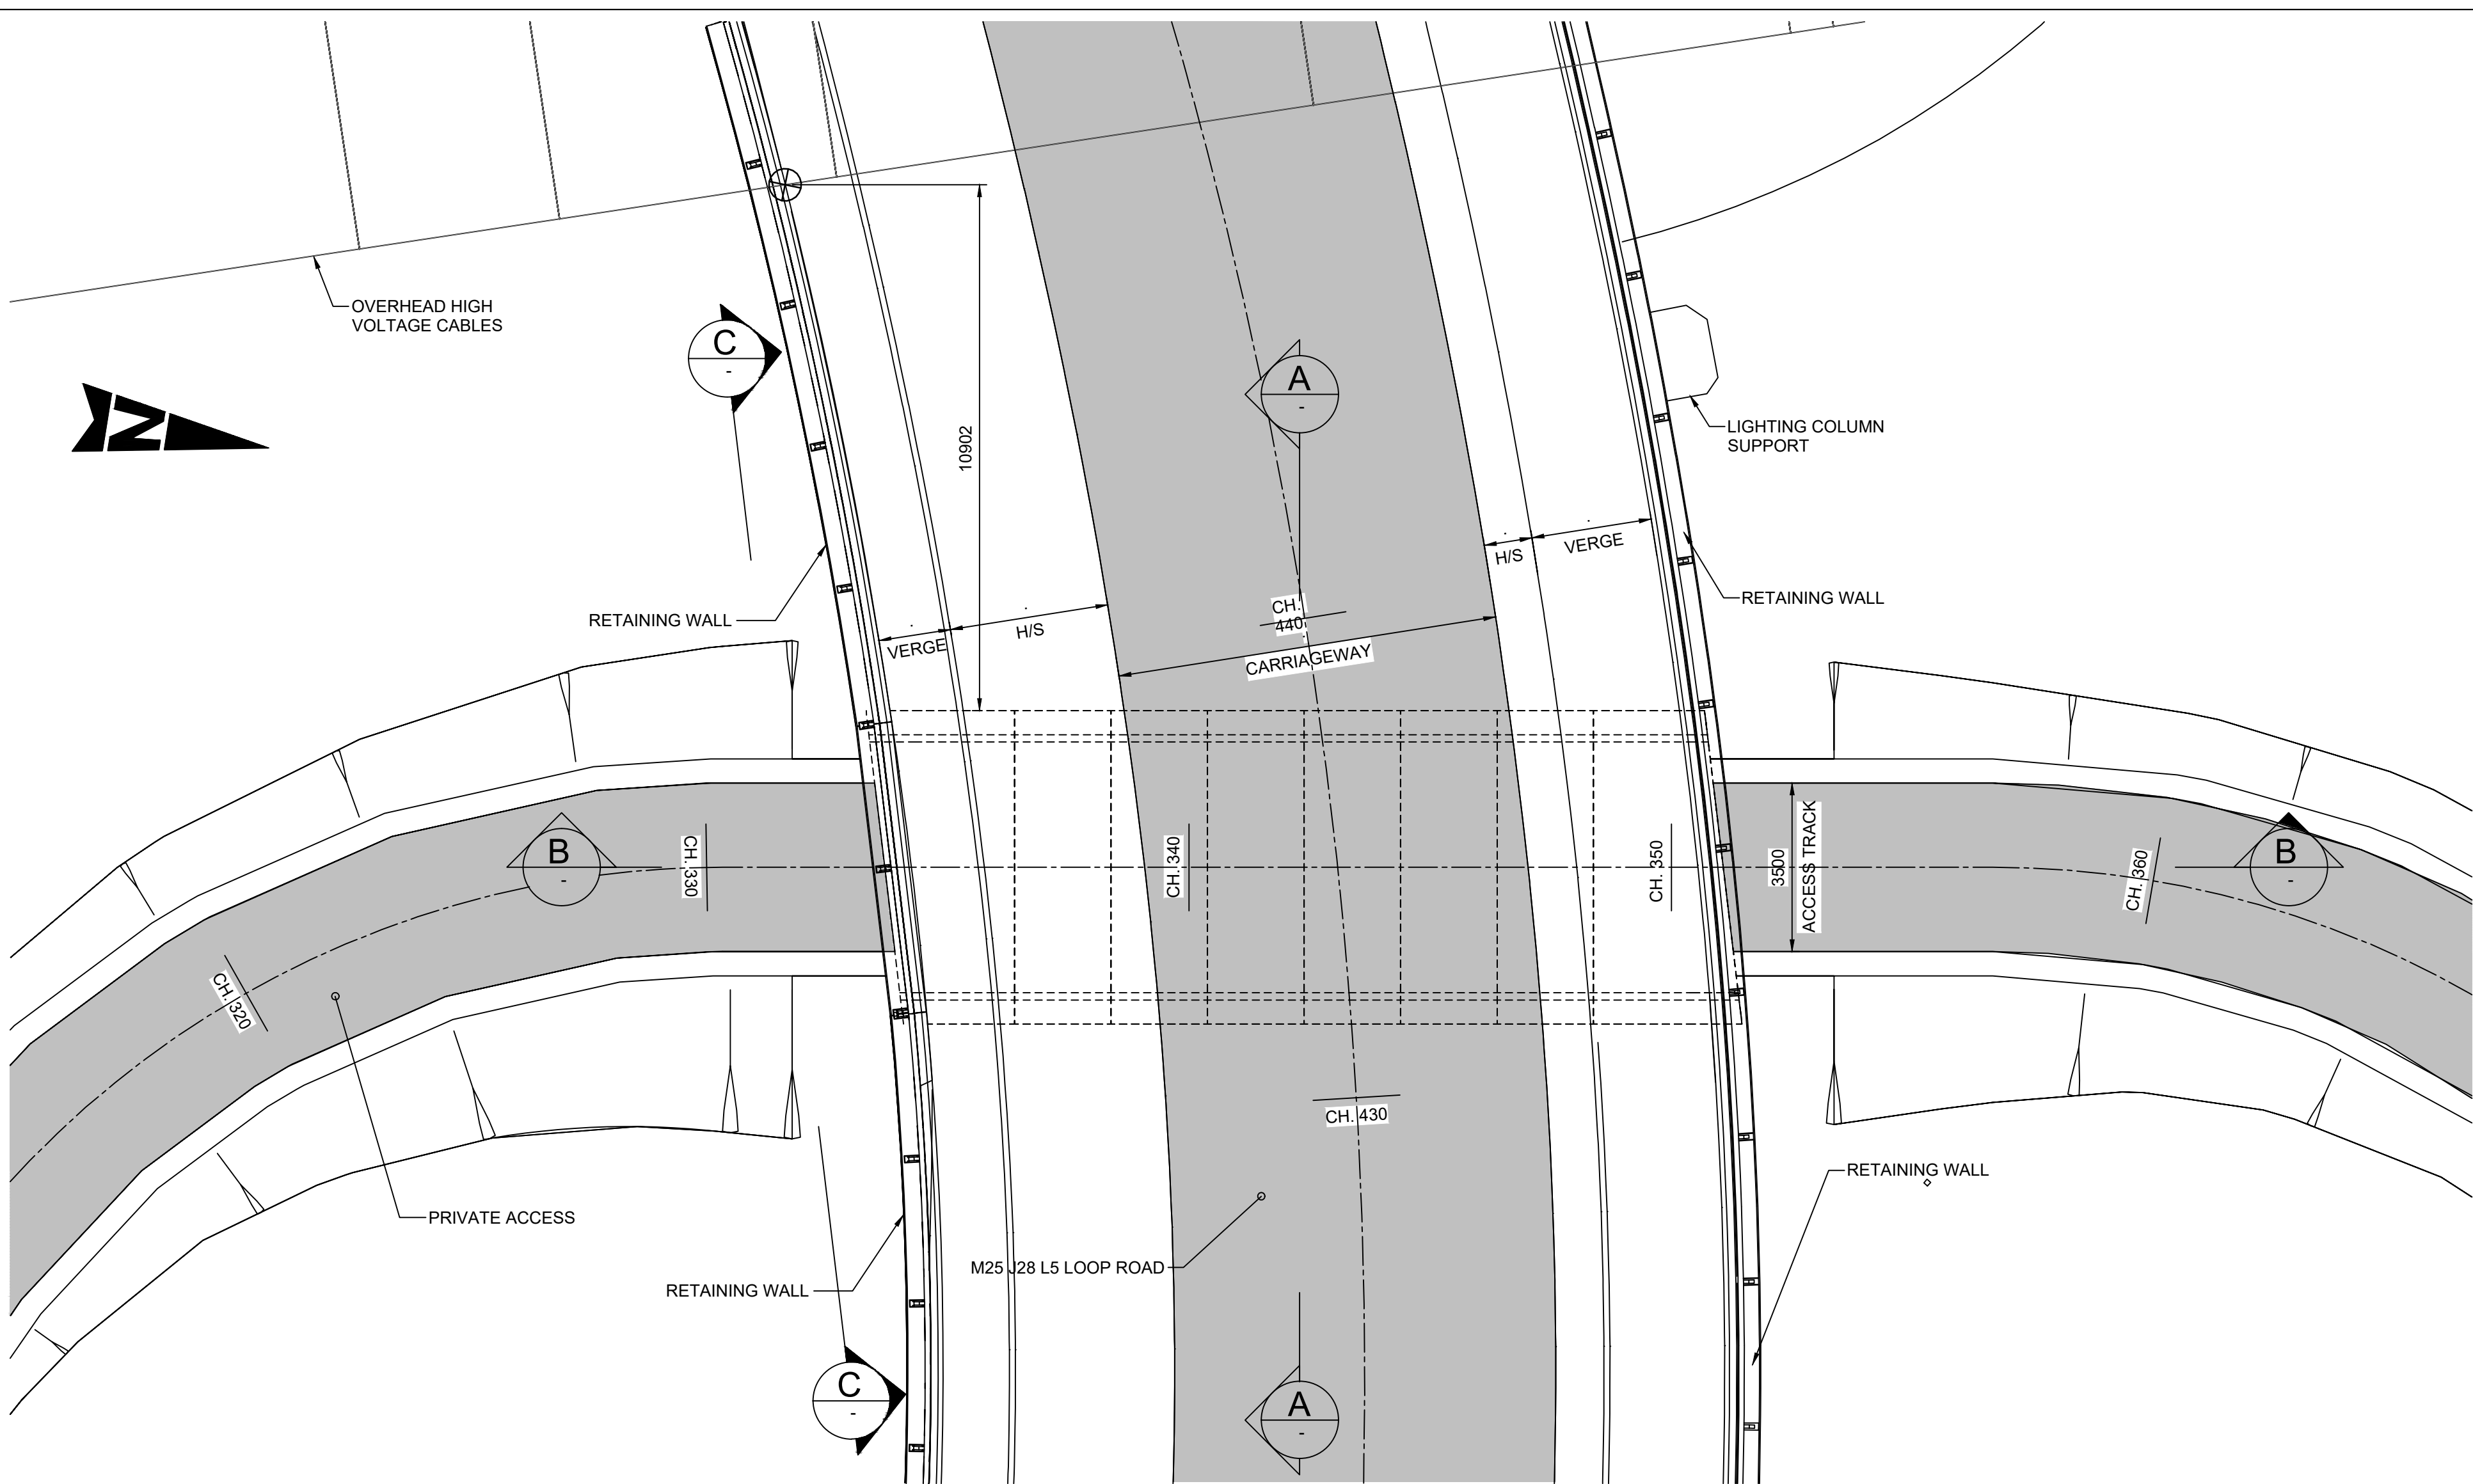 OVERHEAD HIGH
VOLTAGE CABLES
N
C
-
A
-
10902
LIGHTING COLUMN
SUPPORT
H/S
VERGE
RETAINING WALL
RETAINING WALL
VERGE
H/S
CH.
440
CARRIAGEWAY
B
-
CH. 330
CH. 340
CH. 350
3500
ACCESS TRACK
CH. 360
B
-
CH. 320
CH. 430
PRIVATE ACCESS
RETAINING WALL
M25 J28 L5 LOOP ROAD
RETAINING WALL
C
-
A
-